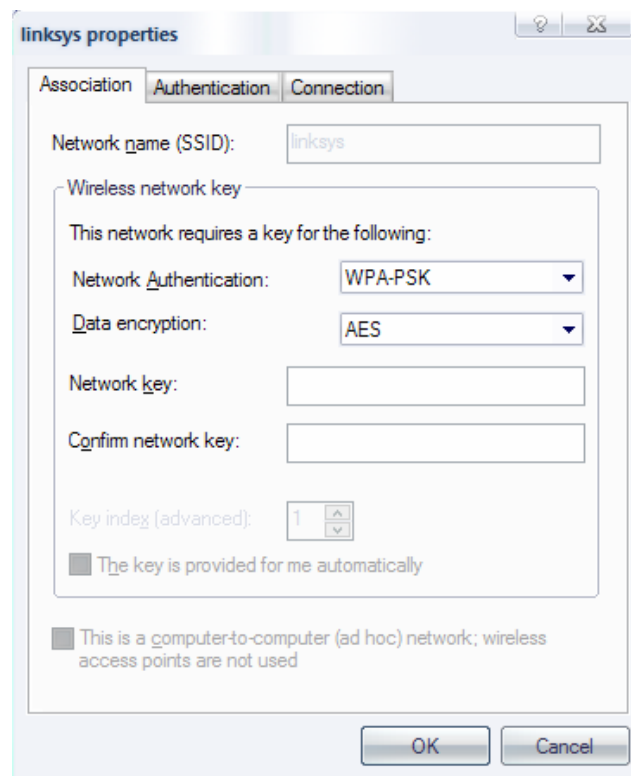 linksys properties
Association Authentication Connection
Network name (SSID): linksys
Wireless network key
This network requires a key for the following:
Network Authentication: WPA-PSK
Data encryption: AES
Network key:
Confirm network key:
Key index (advanced): 1
The key is provided for me automatically
This is a computer-to-computer (ad hoc) network; wireless
access points are not used
OK Cancel